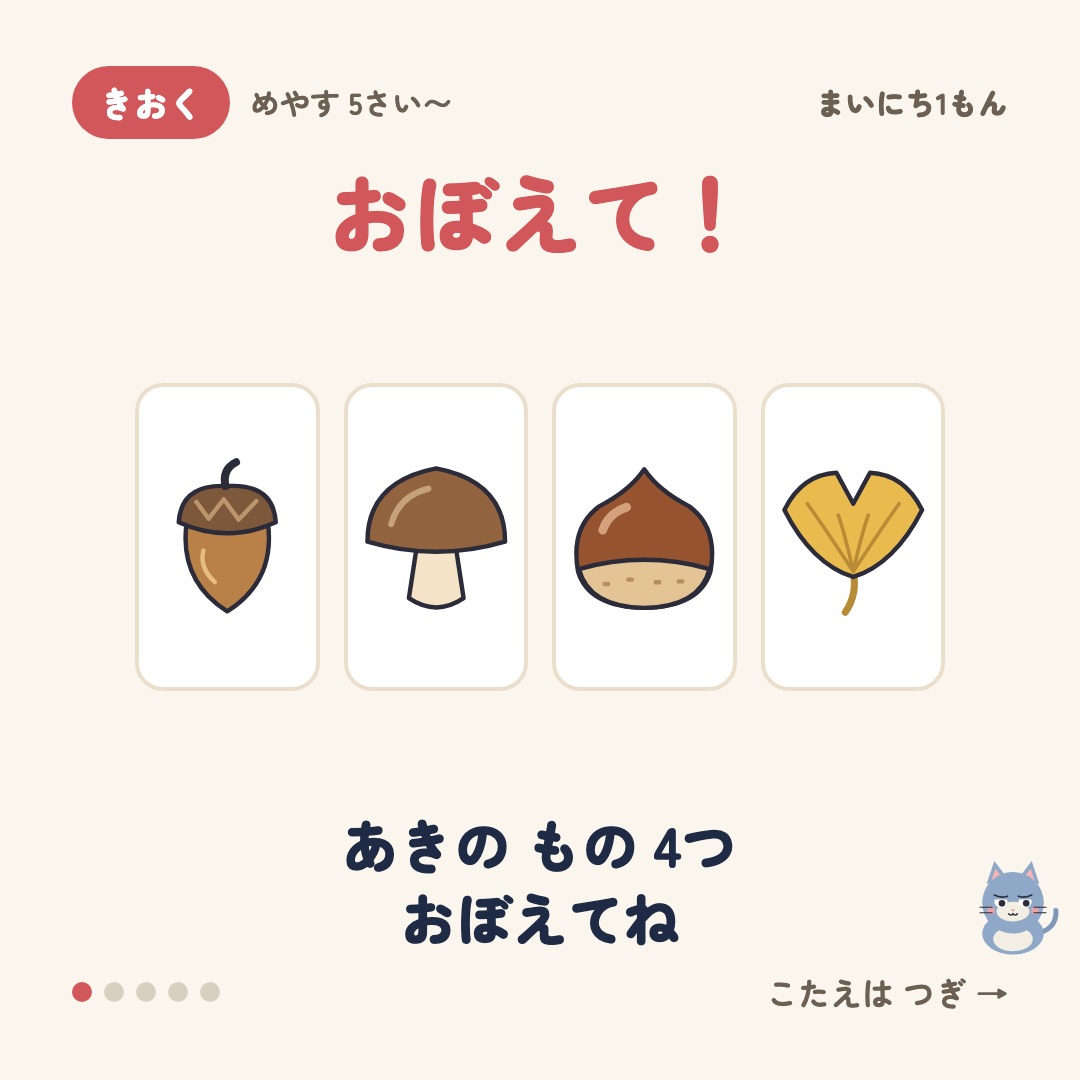 きおく
めやす 5さい〜
まいにち1もん
おぼえて！
あきの もの 4つ
おぼえてね
こたえは つぎ →